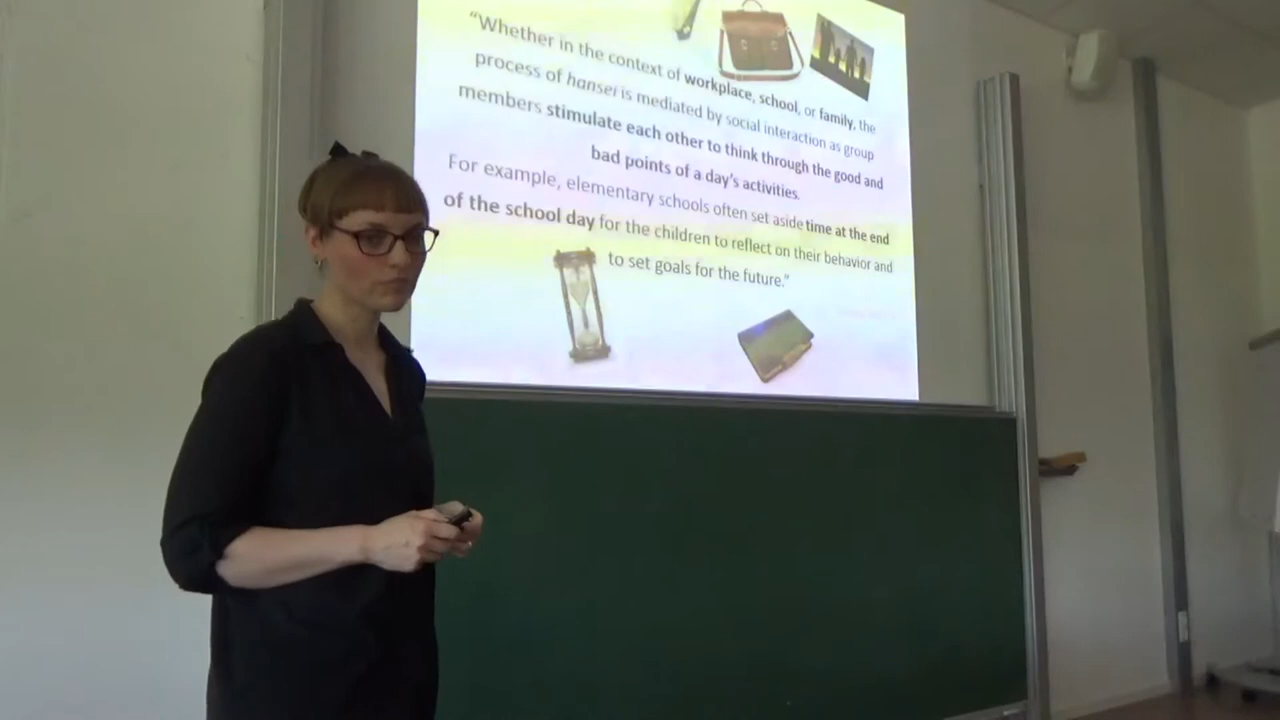 “Whether in the context of workplace, school, or family, the
process of hansei is mediated by social interaction as group
members stimulate each other to think through the good and
bad points of a day’s activities.
For example, elementary schools often set aside time at the end
of the school day for the children to reflect on their behavior and
to set goals for the future.”